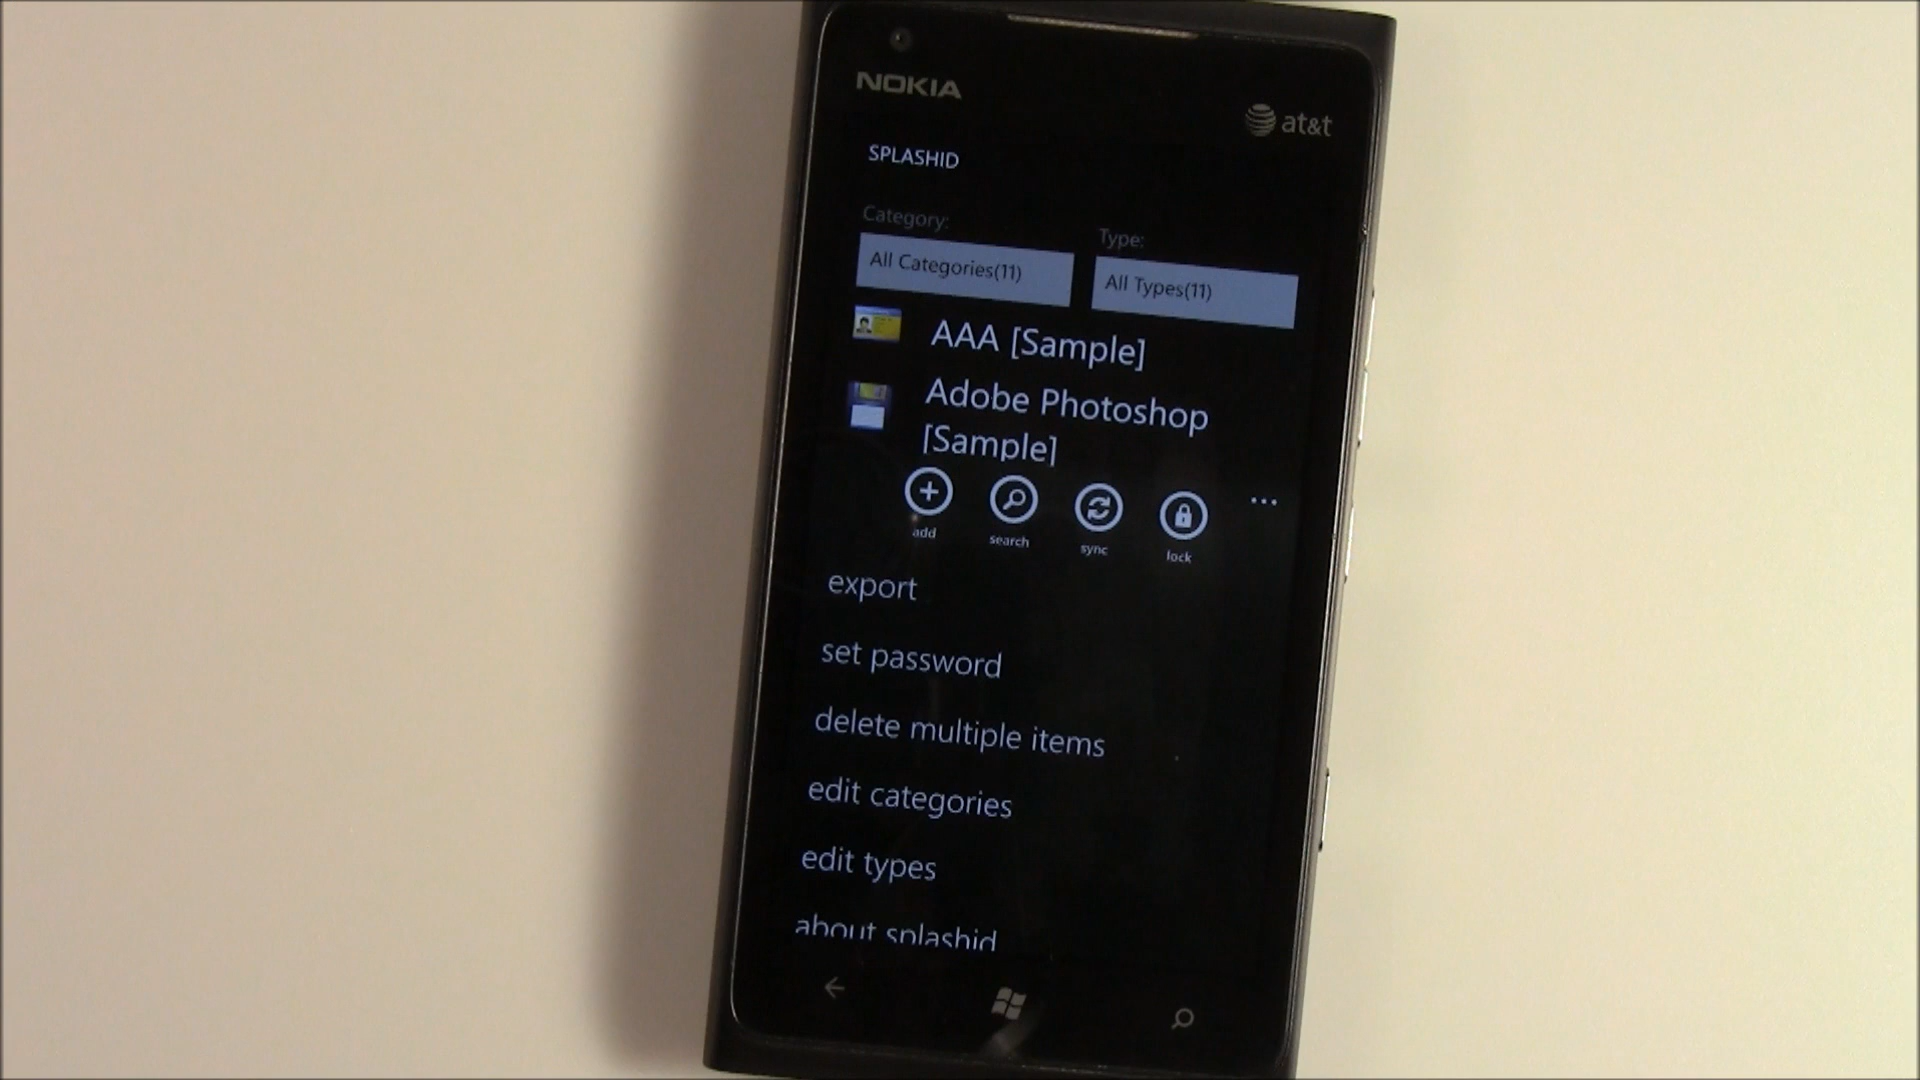 NOKIA
at&t
SPLASHID
Category:
Type:
All Categories(11)
All Types(11)
AAA [Sample]
Adobe Photoshop
[Sample]
add
search
sync
lock
...
export
set password
delete multiple items
edit categories
edit types
about splashid